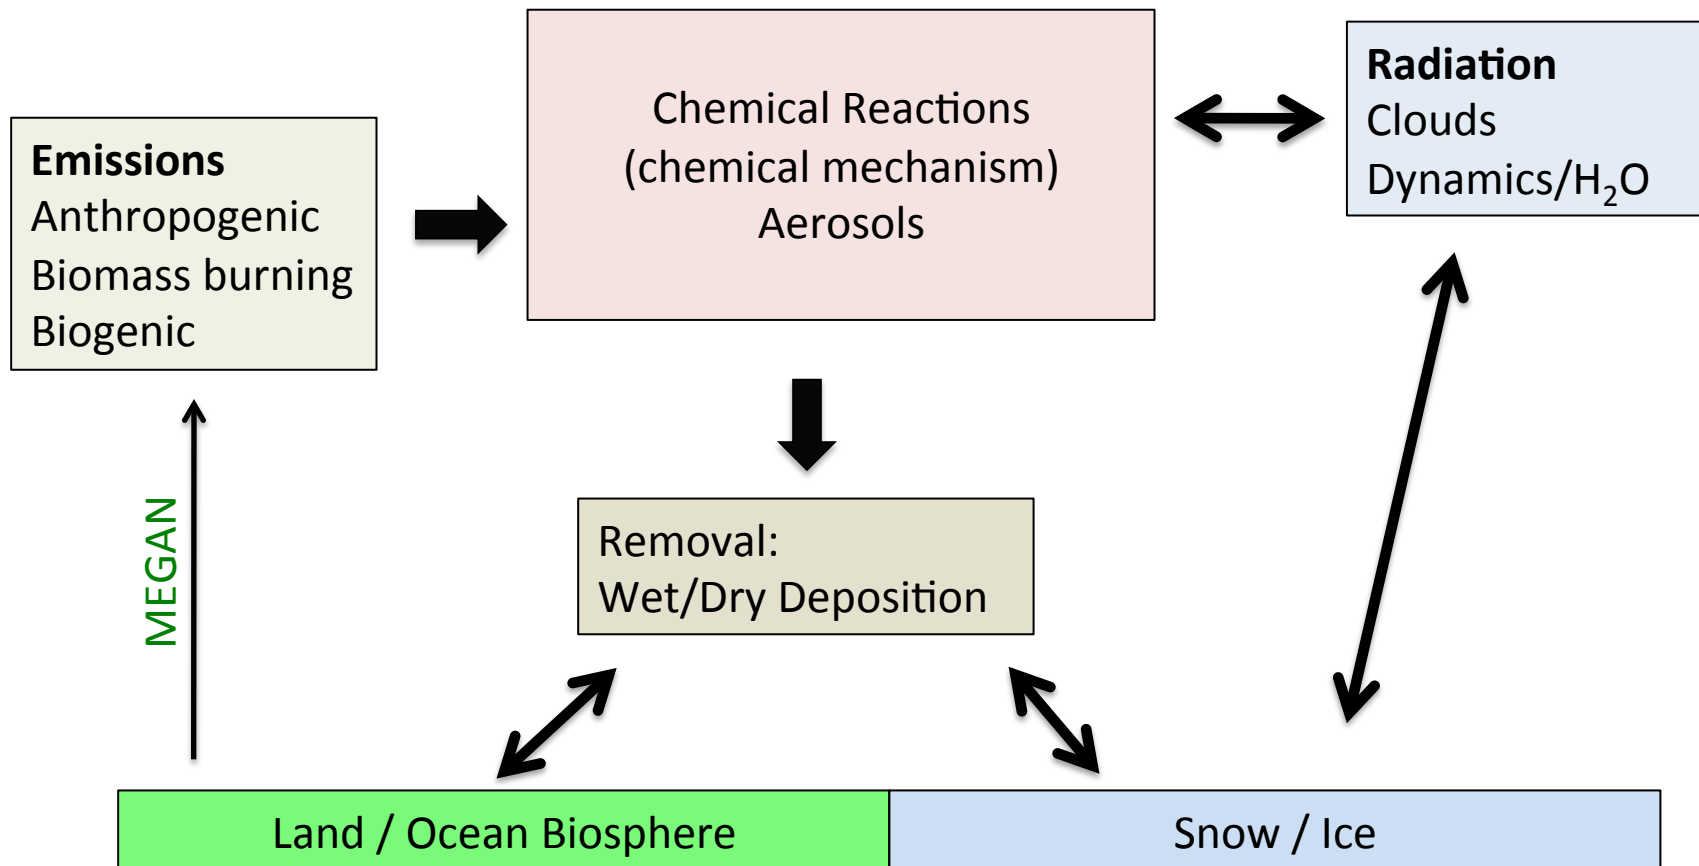 Emissions
Anthropogenic
Biomass burning
Biogenic
Chemical Reactions
(chemical mechanism)
Aerosols
Radiation
Clouds
Dynamics/H₂O
MEGAN
Removal:
Wet/Dry Deposition
Land / Ocean Biosphere
Snow / Ice